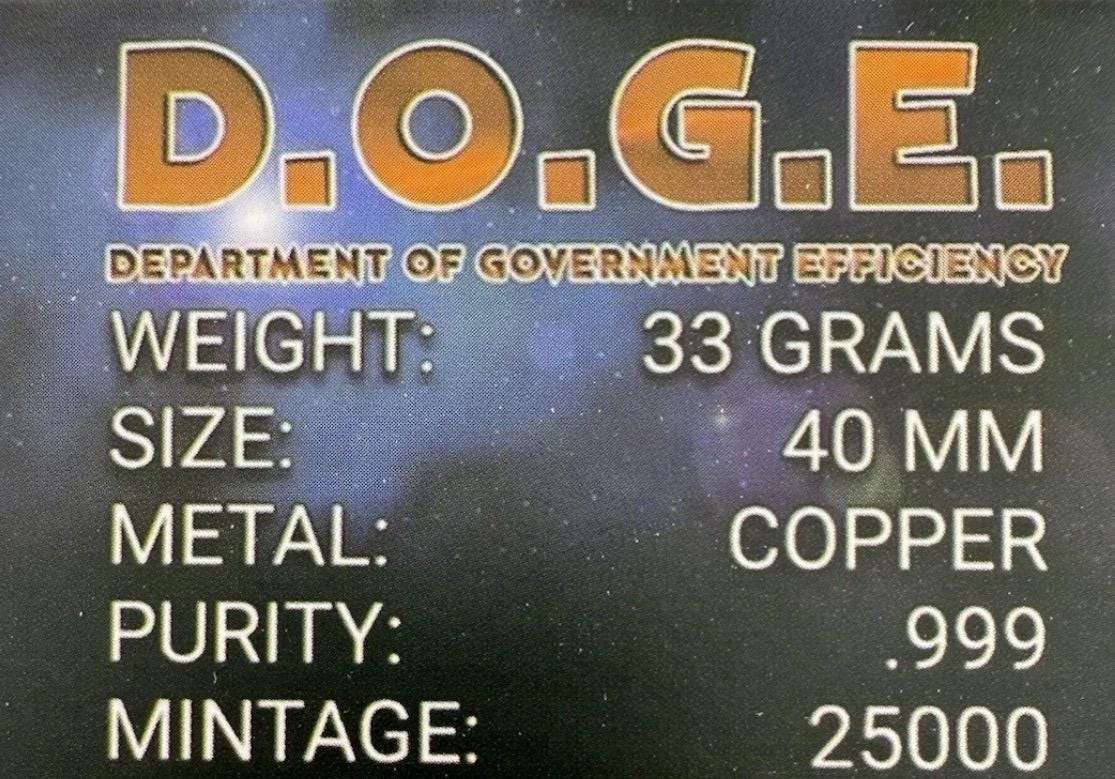 D.O.G.E.
DEPARTMENT OF GOVERNMENT EFFICIENCY
WEIGHT: 33 GRAMS
SIZE: 40 MM
METAL: COPPER
PURITY: .999
MINTAGE: 25000